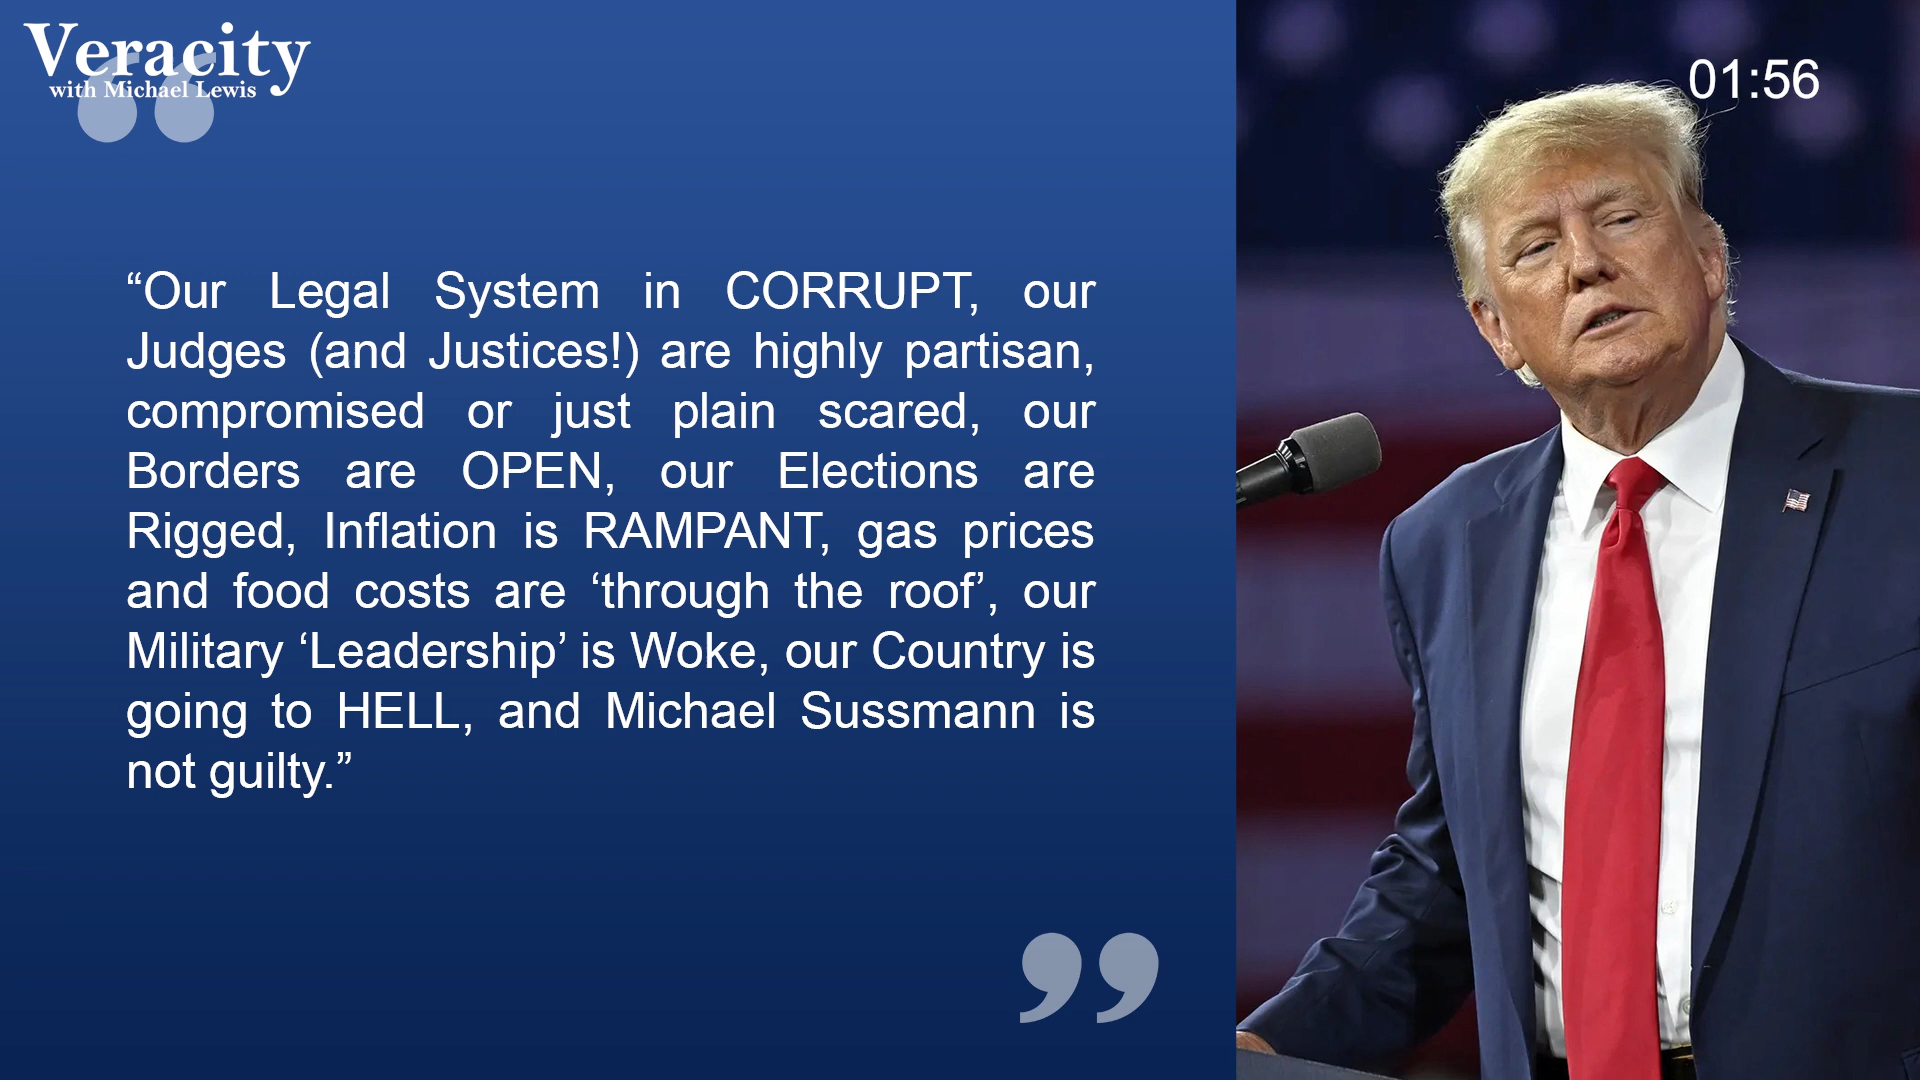 Veracity
with Michael Lewis
01:56
“Our Legal System in CORRUPT, our
Judges (and Justices!) are highly partisan,
compromised or just plain scared, our
Borders are OPEN, our Elections are
Rigged, Inflation is RAMPANT, gas prices
and food costs are ‘through the roof’, our
Military ‘Leadership’ is Woke, our Country is
going to HELL, and Michael Sussmann is
not guilty.”